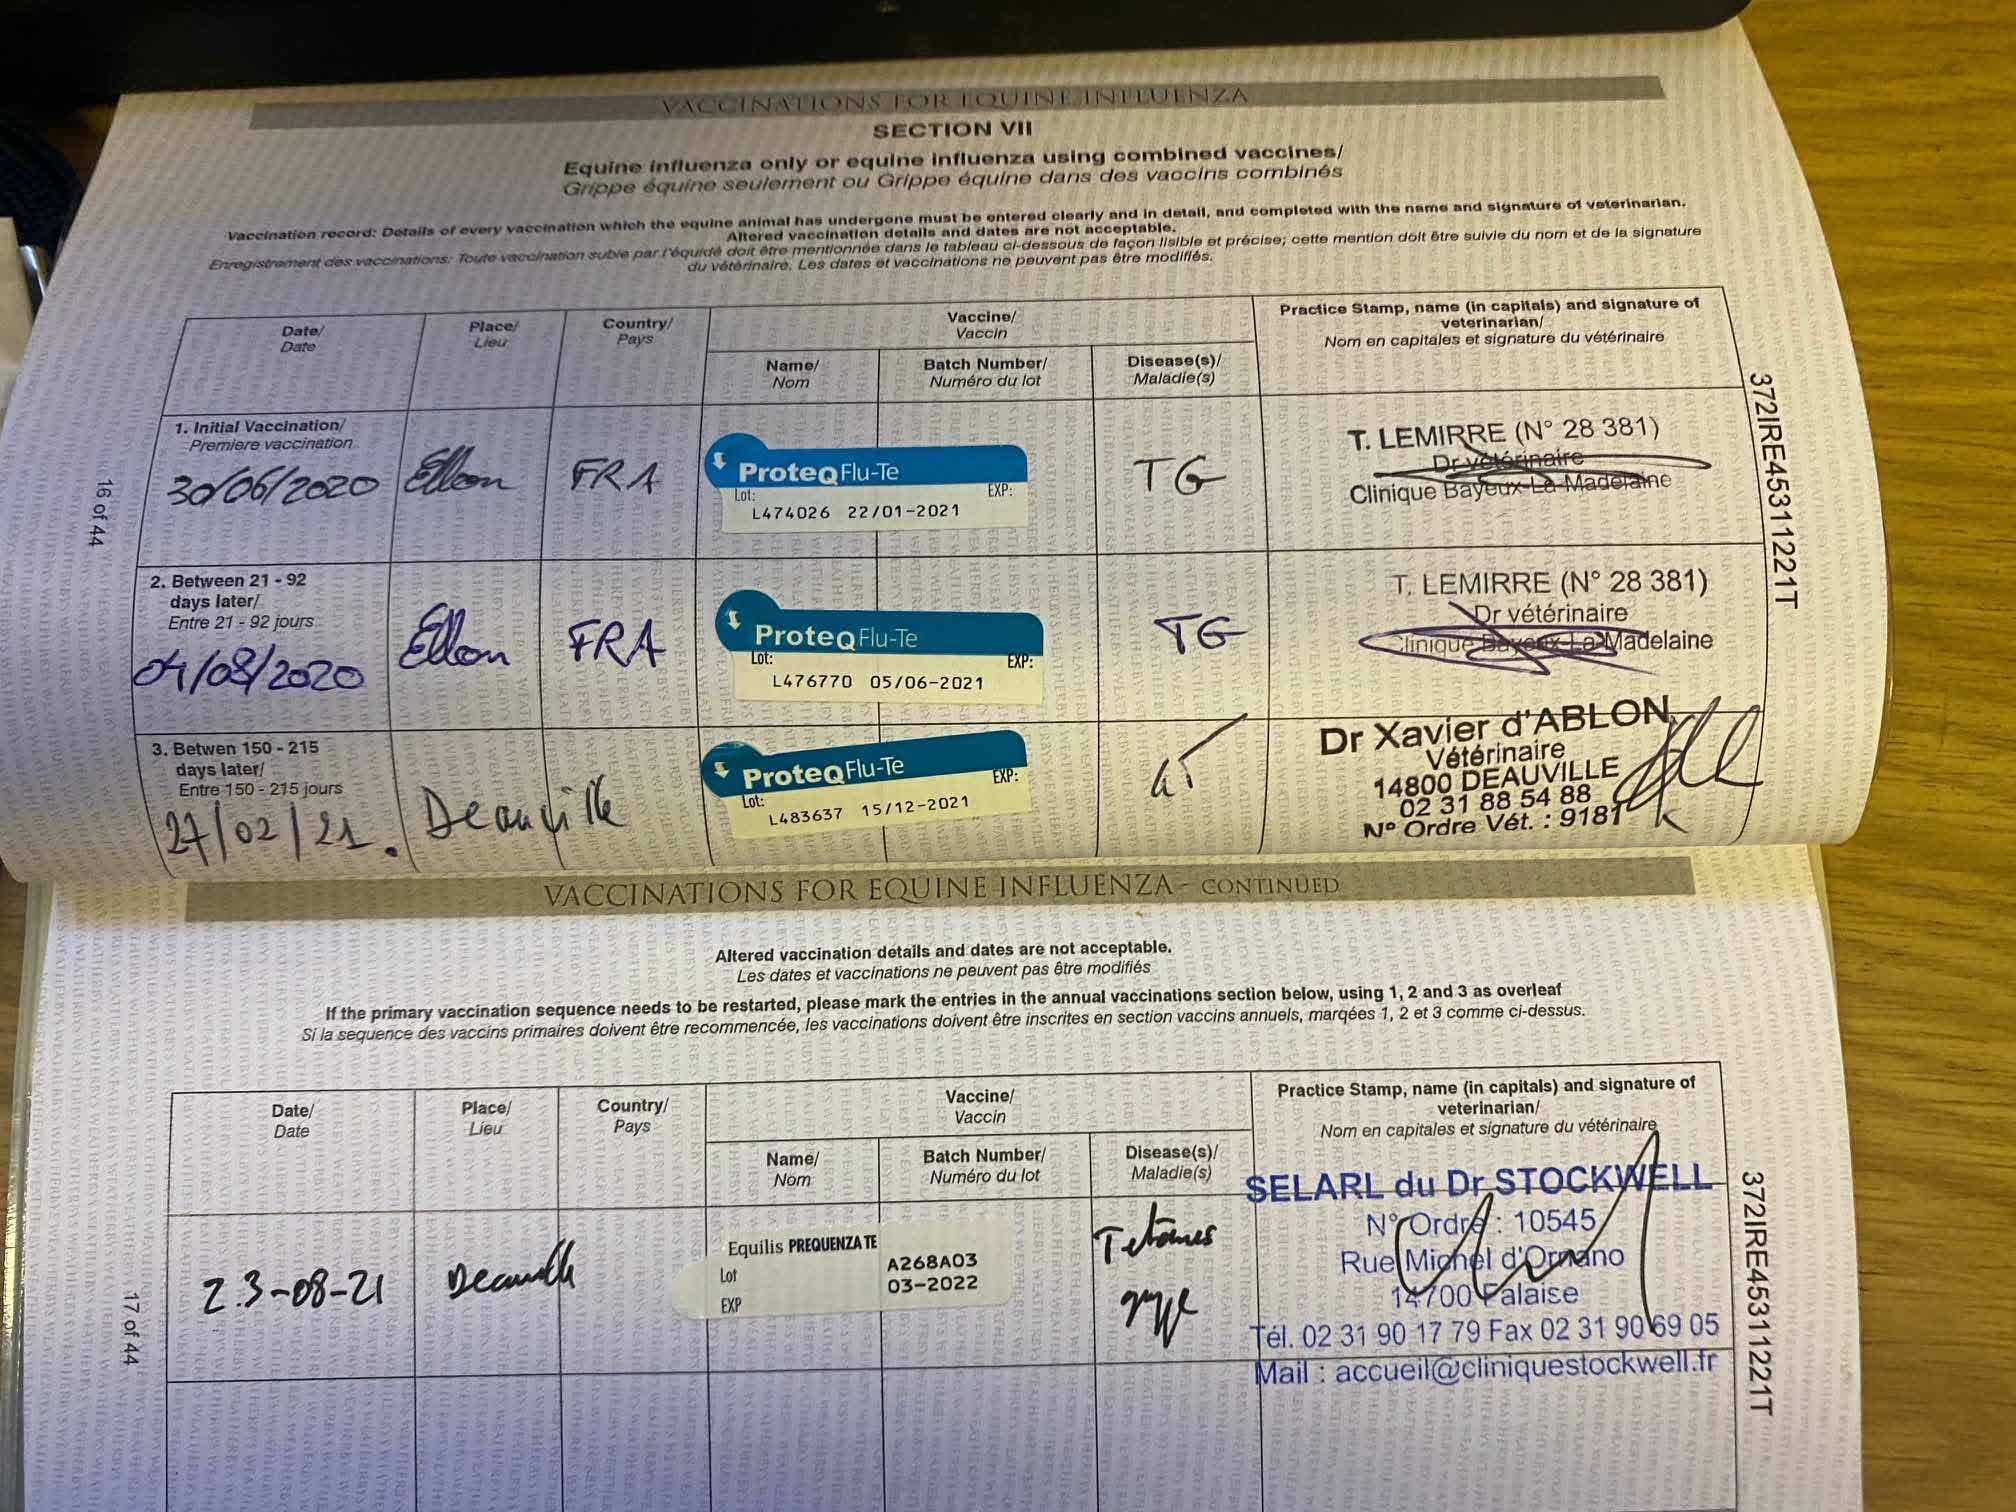 VACCINATIONS FOR EQUINE INFLUENZA
SECTION VII
Equine influenza only or equine influenza using combined vaccines/
Grippe équine seulement ou Grippe équine dans des vaccins combinés
Vaccination record: Details of every vaccination which the equine animal has undergone must be entered clearly and in detail, and completed with the name and signature of veterinarian.
Altered vaccination details and dates are not acceptable.
Enregistrement des vaccinations: Toute vaccination subie par l'équidé doit être mentionnée dans le tableau ci-dessous de façon lisible et précise; cette mention doit être suivie du nom et de la signature
du vétérinaire. Les dates et vaccinations ne peuvent pas être modifiés.
Date/
Date
Place/
Lieu
Country/
Pays
Vaccine/
Vaccin
Name/
Nom
Batch Number/
Numéro du lot
Disease(s)/
Maladie(s)
Practice Stamp, name (in capitals) and signature of
veterinarian/
Nom en capitales et signature du vétérinaire
1. Initial Vaccination/
Premiere vaccination
30/06/2020
Ellon
FRA
ProteqFlu-Te
Lot:
EXP:
L474026 22/01-2021
TG
T. LEMIRRE (N° 28 381)
Dr vétérinaire
Clinique Bayeux-La-Madelaine
2. Between 21 - 92
days later/
Entre 21 - 92 jours
04/08/2020
Ellon
FRA
ProteqFlu-Te
Lot:
EXP:
L476770 05/06-2021
TG
T. LEMIRRE (N° 28 381)
Dr vétérinaire
Clinique Bayeux-La-Madelaine
3. Betwen 150 - 215
days later/
Entre 150 - 215 jours
27/02/21.
Deauville
ProteqFlu-Te
Lot:
EXP:
L483637 15/12-2021
GT
Dr Xavier d'ABLON
Vétérinaire
14800 DEAUVILLE
02 31 88 54 88
N° Ordre Vét. : 9181
16 of 44
372IRE45311221T
VACCINATIONS FOR EQUINE INFLUENZA - CONTINUED
Altered vaccination details and dates are not acceptable.
Les dates et vaccinations ne peuvent pas être modifiés
If the primary vaccination sequence needs to be restarted, please mark the entries in the annual vaccinations section below, using 1, 2 and 3 as overleaf
Si la sequence des vaccins primaires doivent être recommencée, les vaccinations doivent être inscrites en section vaccins annuels, marqées 1, 2 et 3 comme ci-dessus.
Date/
Date
Place/
Lieu
Country/
Pays
Vaccine/
Vaccin
Name/
Nom
Batch Number/
Numéro du lot
Disease(s)/
Maladie(s)
Practice Stamp, name (in capitals) and signature of
veterinarian/
Nom en capitales et signature du vétérinaire
23-08-21
Deauville
Equilis PREQUENZA TE
Lot
EXP
A268A03
03-2022
Tetanos
grippe
SELARL du Dr STOCKWELL
N° Ordre : 10545
Rue Michel d'Ornano
14700 Falaise
Tél. 02 31 90 17 79 Fax 02 31 90 69 05
Mail : accueil@cliniquestockwell.fr
17 of 44
372IRE45311221T